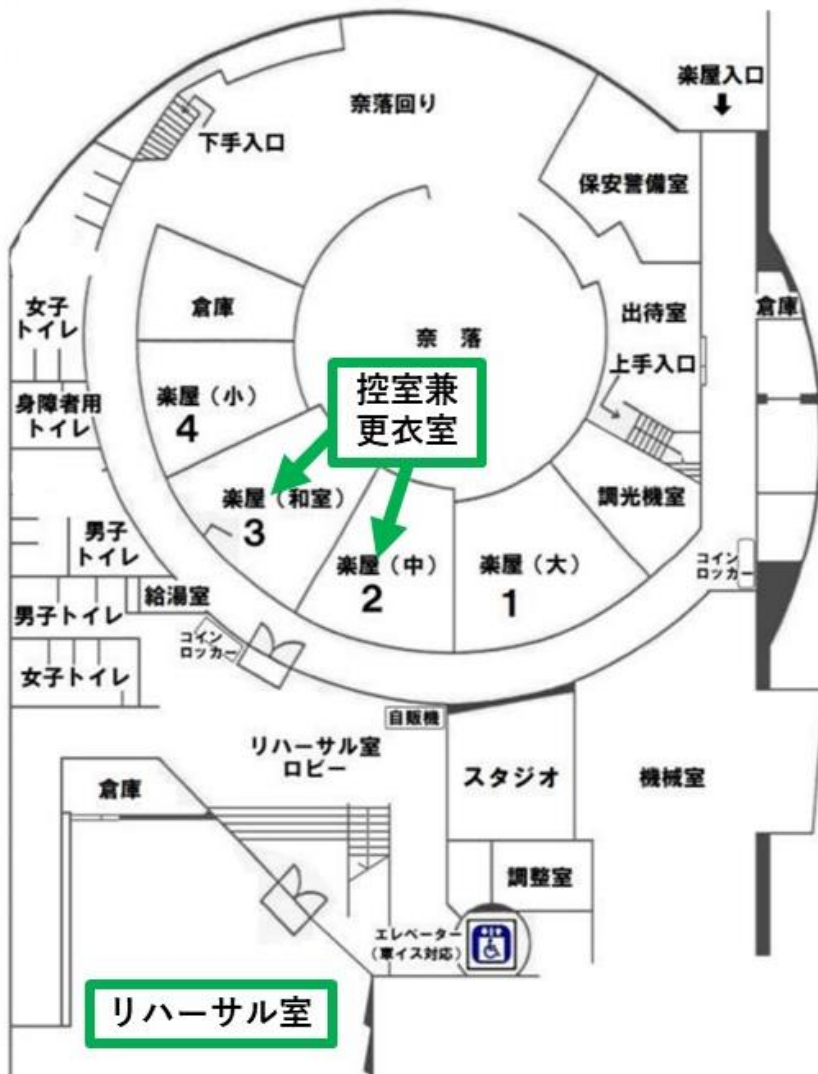 楽屋入口
奈落回り
下手入口
保安警備室
女子
トイレ
倉庫
出待室
倉庫
奈 落
上手入口
身障者用
トイレ
楽屋（小）
4
控室兼
更衣室
楽屋（和室）
3
調光機室
男子
トイレ
楽屋（中）
2
楽屋（大）
1
コイン
ロッカー
男子トイレ
給湯室
コイン
ロッカー
女子トイレ
自販機
リハーサル室
ロビー
スタジオ
機械室
倉庫
調整室
エレベーター
（車イス対応）
リハーサル室